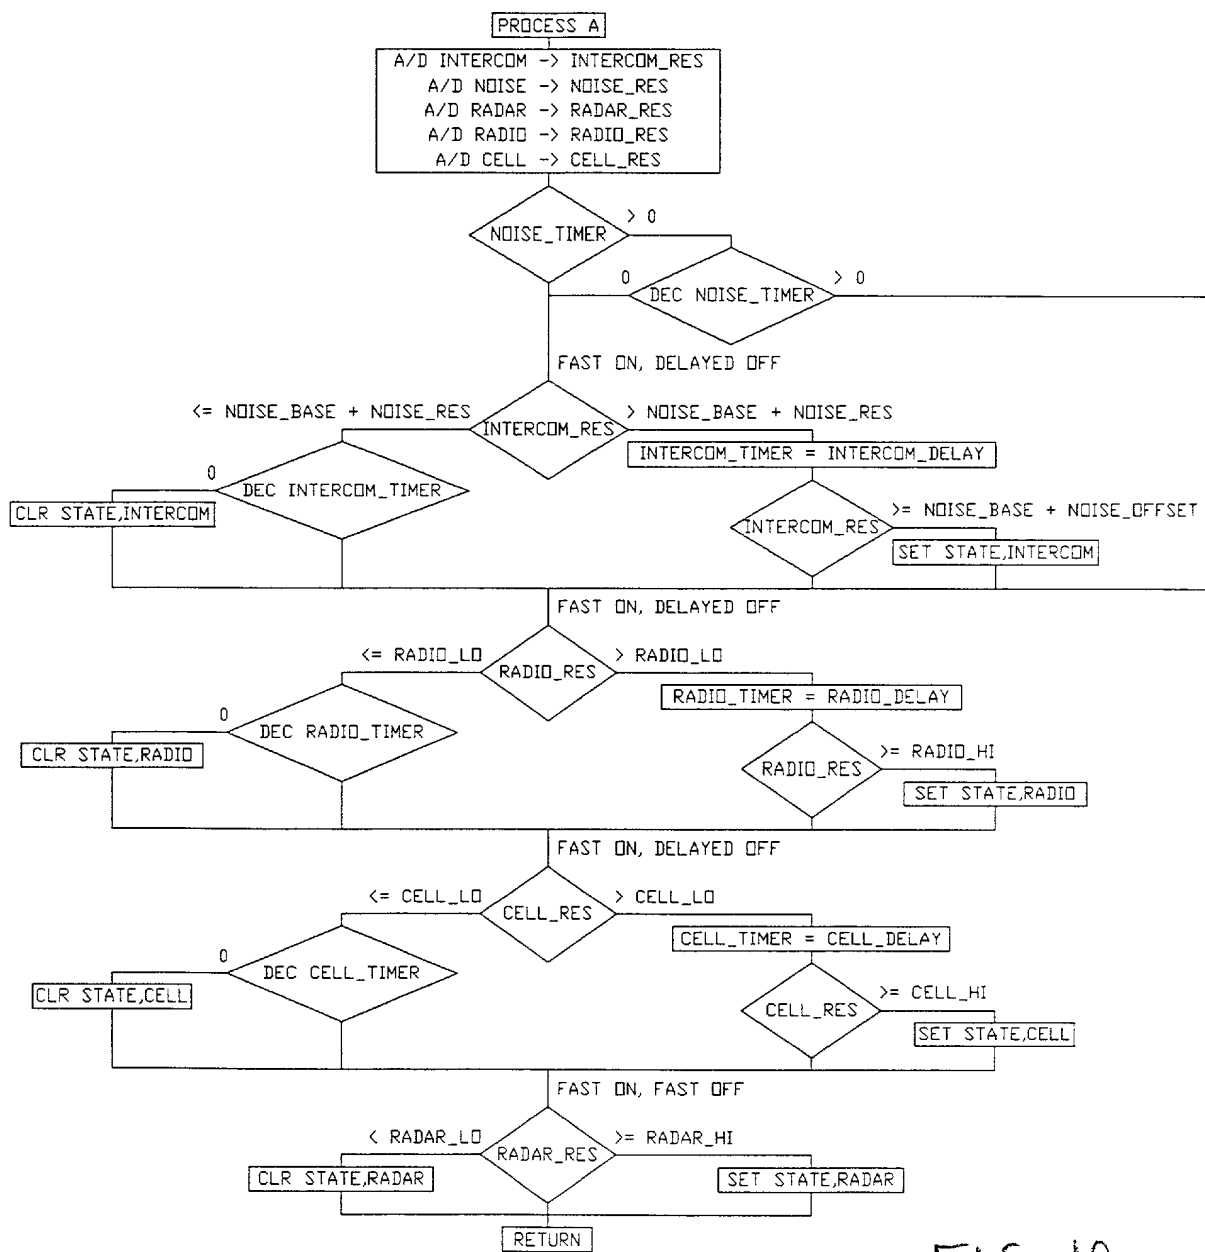 PROCESS A
A/D INTERCOM -> INTERCOM_RES
A/D NOISE -> NOISE_RES
A/D RADAR -> RADAR_RES
A/D RADIO -> RADIO_RES
A/D CELL -> CELL_RES
> 0
NOISE_TIMER
0
> 0
DEC NOISE_TIMER
FAST ON, DELAYED OFF
<= NOISE_BASE + NOISE_RES
> NOISE_BASE + NOISE_RES
INTERCOM_RES
INTERCOM_TIMER = INTERCOM_DELAY
0
DEC INTERCOM_TIMER
CLR STATE,INTERCOM
>= NOISE_BASE + NOISE_OFFSET
INTERCOM_RES
SET STATE,INTERCOM
FAST ON, DELAYED OFF
<= RADIO_LO
> RADIO_LO
RADIO_RES
RADIO_TIMER = RADIO_DELAY
0
DEC RADIO_TIMER
CLR STATE,RADIO
>= RADIO_HI
RADIO_RES
SET STATE,RADIO
FAST ON, DELAYED OFF
<= CELL_LO
> CELL_LO
CELL_RES
CELL_TIMER = CELL_DELAY
0
DEC CELL_TIMER
CLR STATE,CELL
>= CELL_HI
CELL_RES
SET STATE,CELL
FAST ON, FAST OFF
< RADAR_LO
>= RADAR_HI
RADAR_RES
CLR STATE,RADAR
SET STATE,RADAR
RETURN